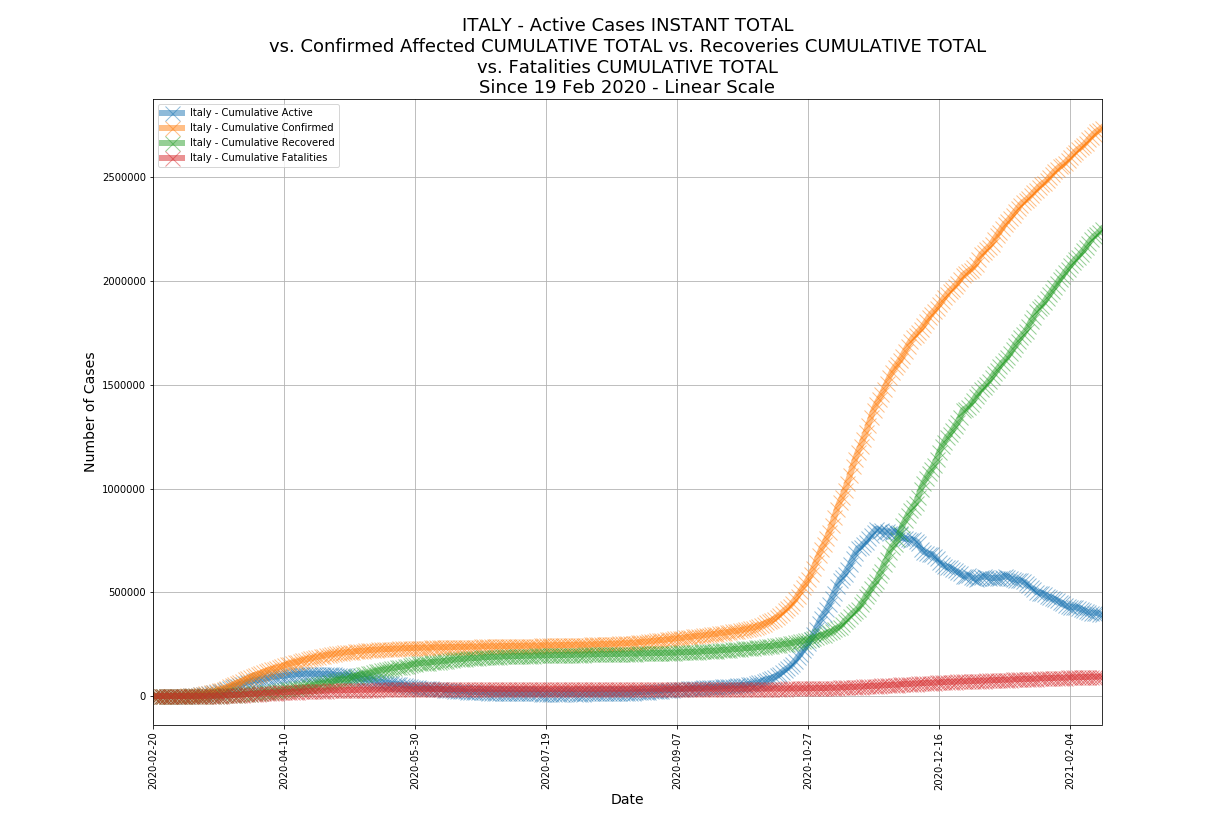 ITALY - Active Cases INSTANT TOTAL
vs. Confirmed Affected CUMULATIVE TOTAL vs. Recoveries CUMULATIVE TOTAL
vs. Fatalities CUMULATIVE TOTAL
Since 19 Feb 2020 - Linear Scale
Italy - Cumulative Active
Italy - Cumulative Confirmed
Italy - Cumulative Recovered
Italy - Cumulative Fatalities
Number of Cases
2500000
2000000
1500000
1000000
500000
0
2020-02-20
2020-04-10
2020-05-30
2020-07-19
2020-09-07
2020-10-27
2020-12-16
2021-02-04
Date